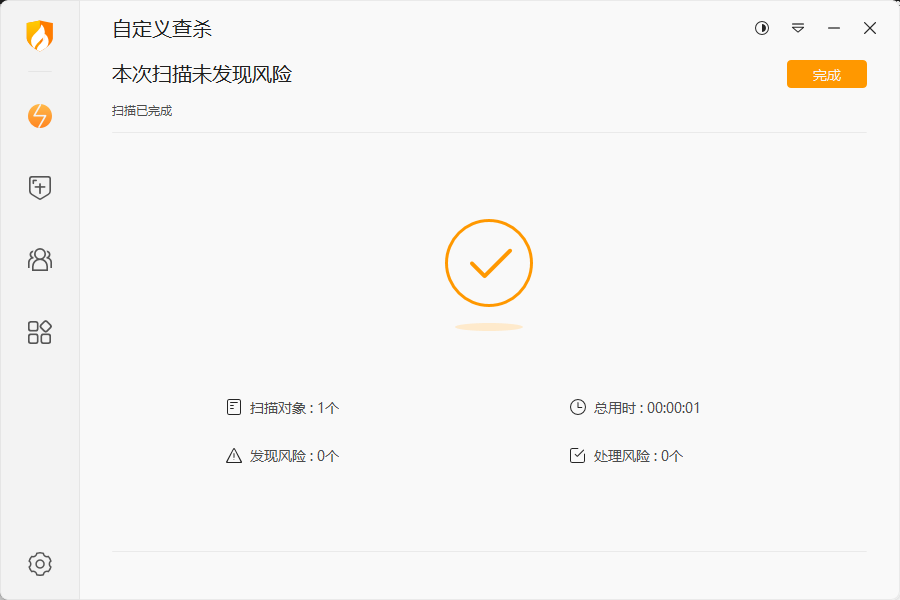 自定义查杀
本次扫描未发现风险
完成
扫描已完成
扫描对象 : 1个
总用时 : 00:00:01
发现风险 : 0个
处理风险 : 0个